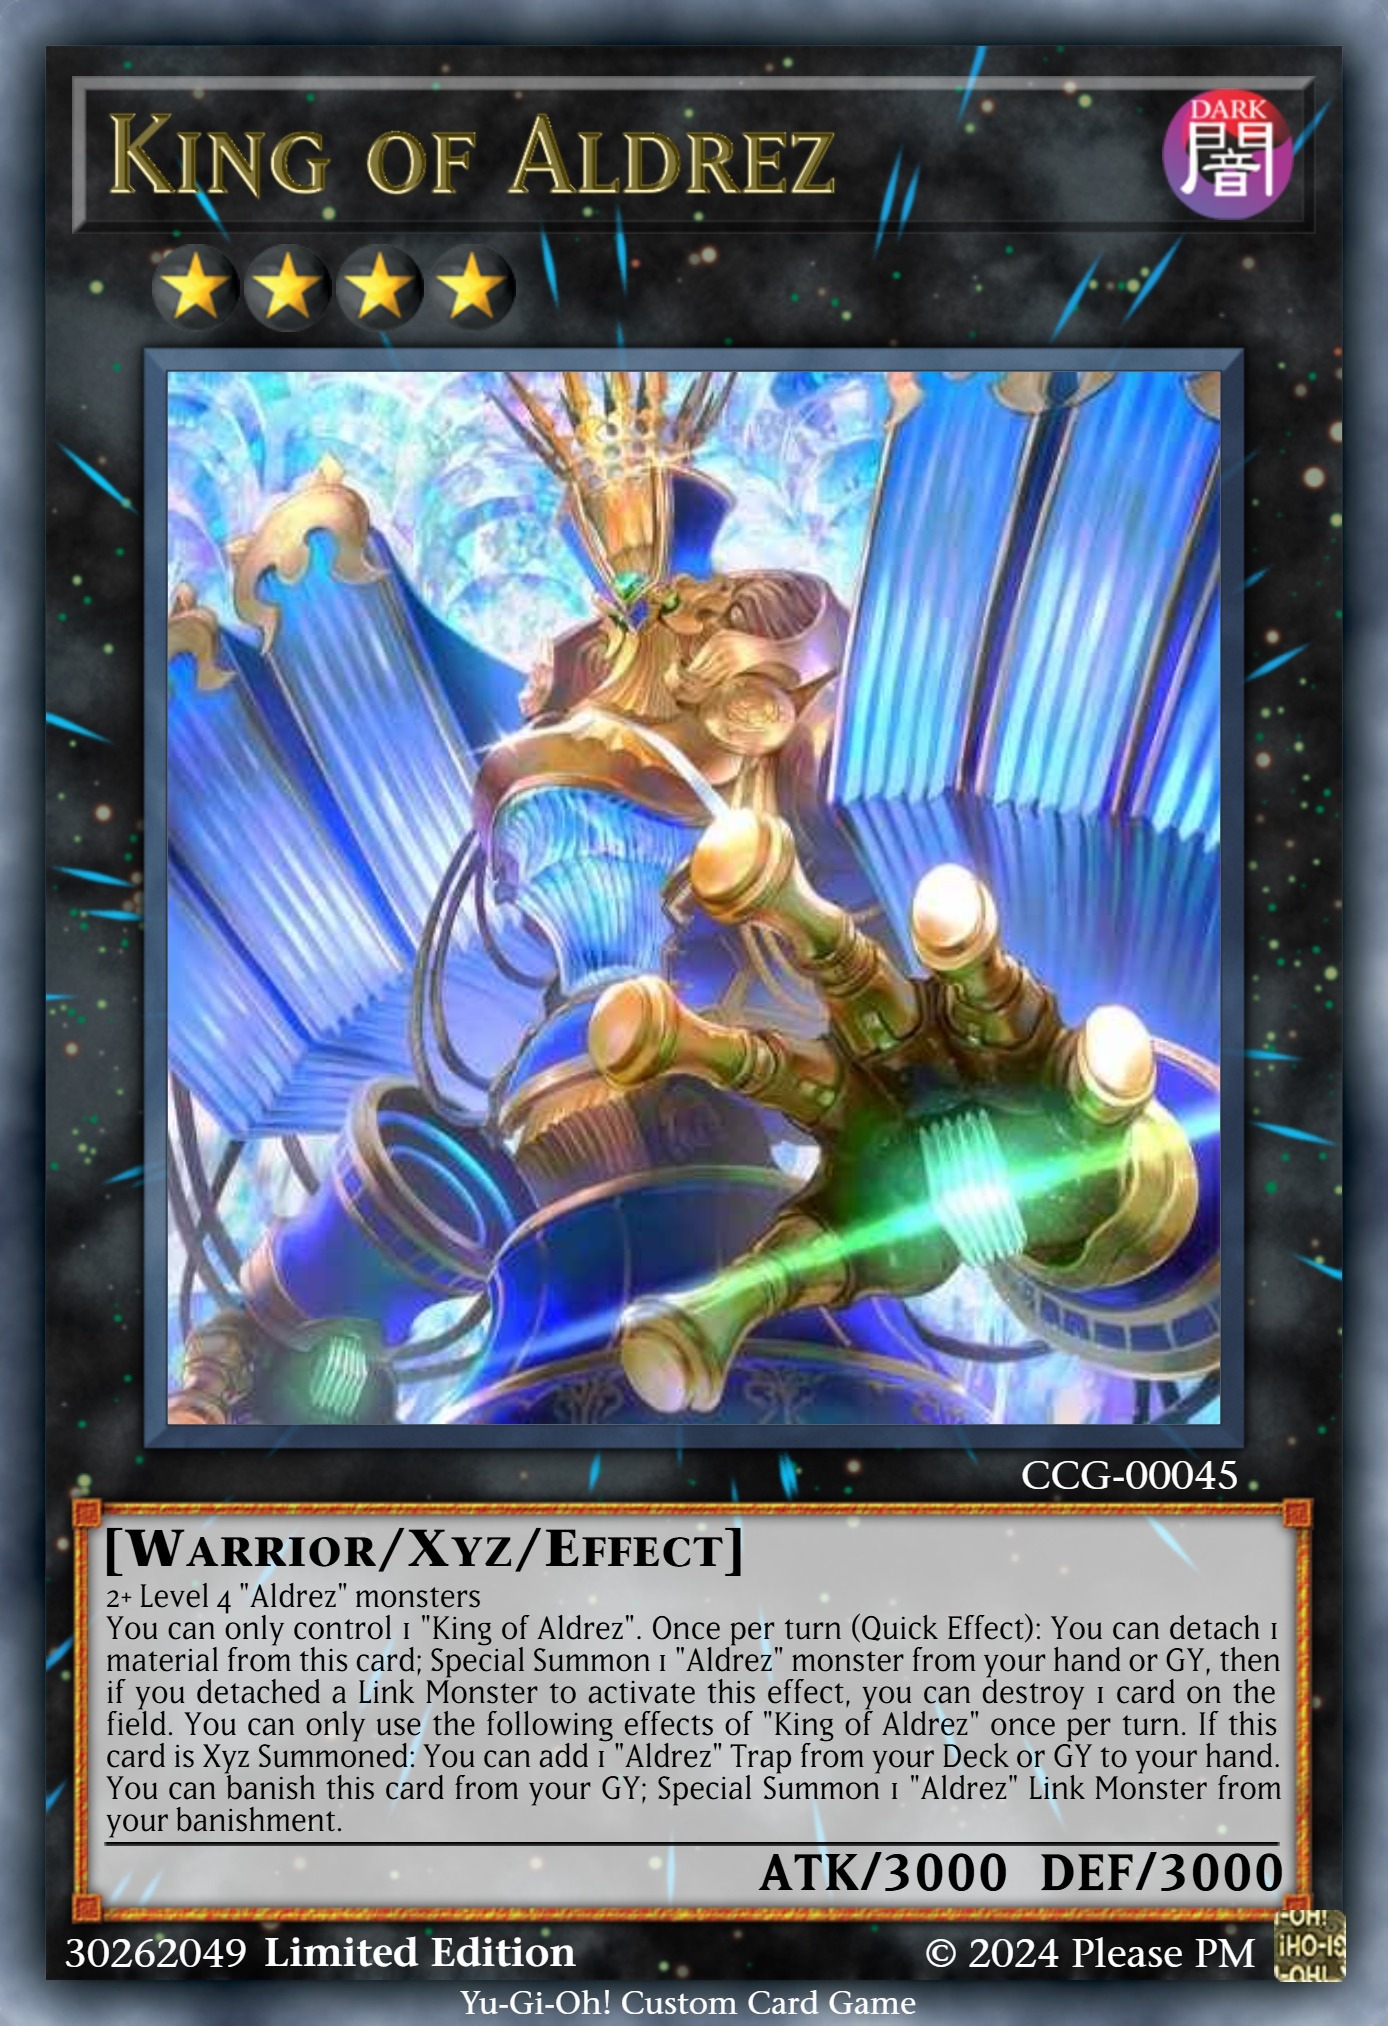 King of Aldrez
DARK
闇
CCG-00045
[Warrior/Xyz/Effect]
2+ Level 4 "Aldrez" monsters
You can only control 1 "King of Aldrez". Once per turn (Quick Effect): You can detach 1
material from this card; Special Summon 1 "Aldrez" monster from your hand or GY, then
if you detached a Link Monster to activate this effect, you can destroy 1 card on the
field. You can only use the following effects of "King of Aldrez" once per turn. If this
card is Xyz Summoned: You can add 1 "Aldrez" Trap from your Deck or GY to your hand.
You can banish this card from your GY; Special Summon 1 "Aldrez" Link Monster from
your banishment.
ATK/3000 DEF/3000
30262049 Limited Edition
© 2024 Please PM
Yu-Gi-Oh! Custom Card Game